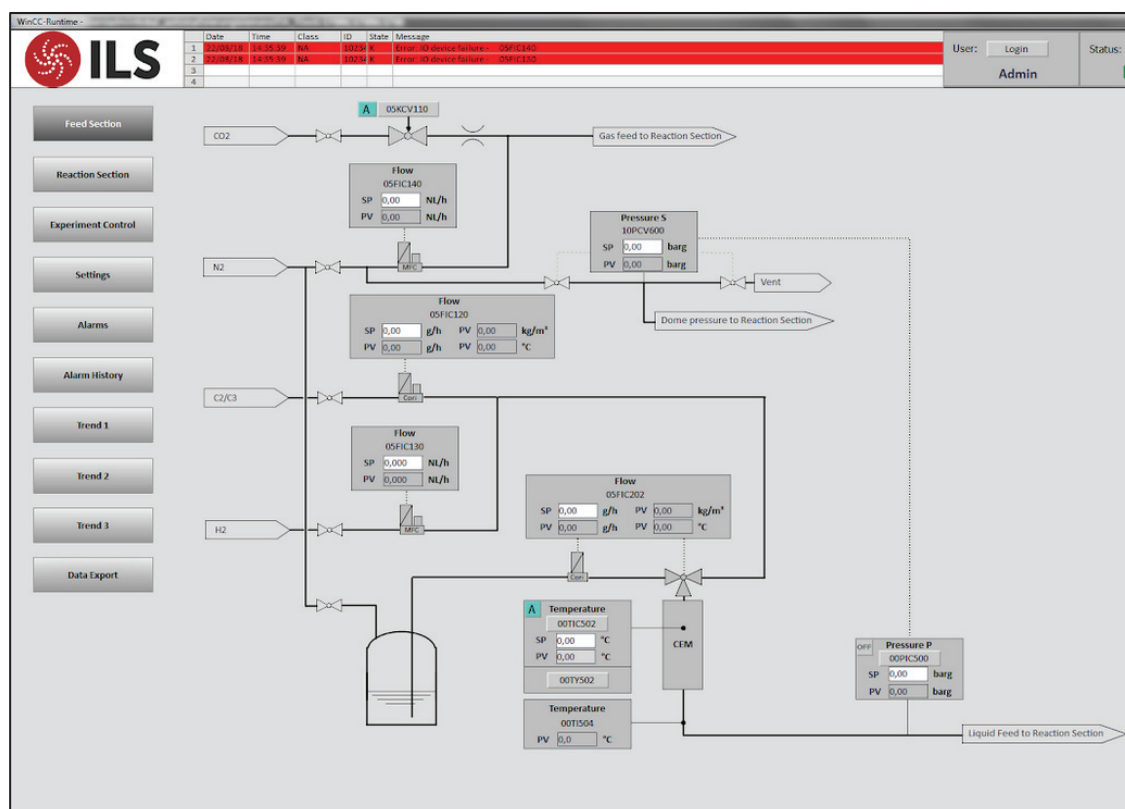 WinCC-Runtime -
ILS
Date Time Class ID State Message
1 22/08/18 14:35:39 NA 10234 K Error: IO device failure - 05FIC140
2 22/08/18 14:35:39 NA 10234 K Error: IO device failure - 05FIC130
3
4
User: Login
Admin
Status:
Feed Section
Reaction Section
Experiment Control
Settings
Alarms
Alarm History
Trend 1
Trend 2
Trend 3
Data Export
A 05KCV110
CO2
Gas feed to Reaction Section
Flow
05FIC140
SP 0,00 NL/h
PV 0,00 NL/h
MFC
N2
Pressure S
10PCV600
SP 0,00 barg
PV 0,00 barg
Vent
Dome pressure to Reaction Section
Flow
05FIC120
SP 0,00 g/h PV 0,00 kg/m³
PV 0,00 g/h PV 0,00 °C
Cori
C2/C3
Flow
05FIC130
SP 0,000 NL/h
PV 0,000 NL/h
MFC
H2
Flow
05FIC202
SP 0,00 g/h PV 0,00 kg/m³
PV 0,00 g/h PV 0,00 °C
Cori
A Temperature
00TIC502
SP 0,00 °C
PV 0,00 °C
00TY502
CEM
Temperature
00TI504
PV 0,0 °C
OFF Pressure P
00PIC500
SP 0,00 barg
PV 0,00 barg
Liquid Feed to Reaction Section